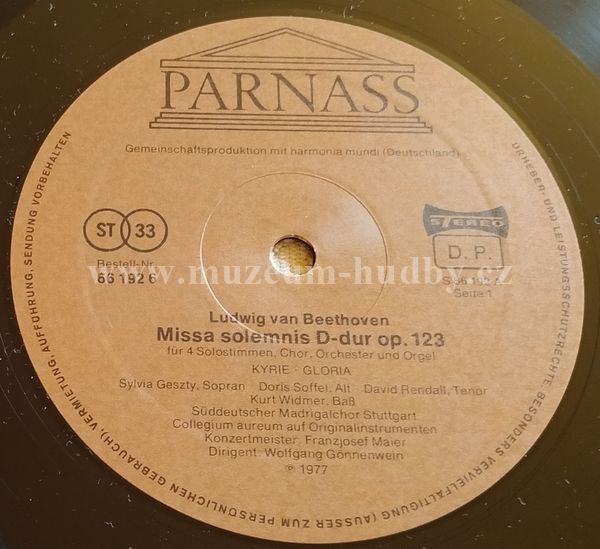 PARNASS
Gemeinschaftsproduktion mit harmonia mundi (Deutschland)
ST 33
Bestell-Nr.
66 192 6
STEREO
D. P.
Seite 1
www.muzeum-hudby.cz
Ludwig van Beethoven
Missa solemnis D-dur op. 123
für 4 Solostimmen, Chor, Orchester und Orgel
KYRIE · GLORIA
Sylvia Geszty, Sopran · Doris Soffel, Alt · David Rendall, Tenor
Kurt Widmer, Baß
Süddeutscher Madrigalchor Stuttgart
Collegium aureum auf Originalinstrumenten
Konzertmeister: Franzjosef Maier
Dirigent: Wolfgang Gönnenwein
℗ 1977
URHEBER- UND LEISTUNGSSCHUTZRECHTE, BESONDERS VERVIELFÄLTIGUNG (AUSSER ZUM PERSÖNLICHEN GEBRAUCH), VERMIETUNG, AUFFÜHRUNG, SENDUNG VORBEHALTEN